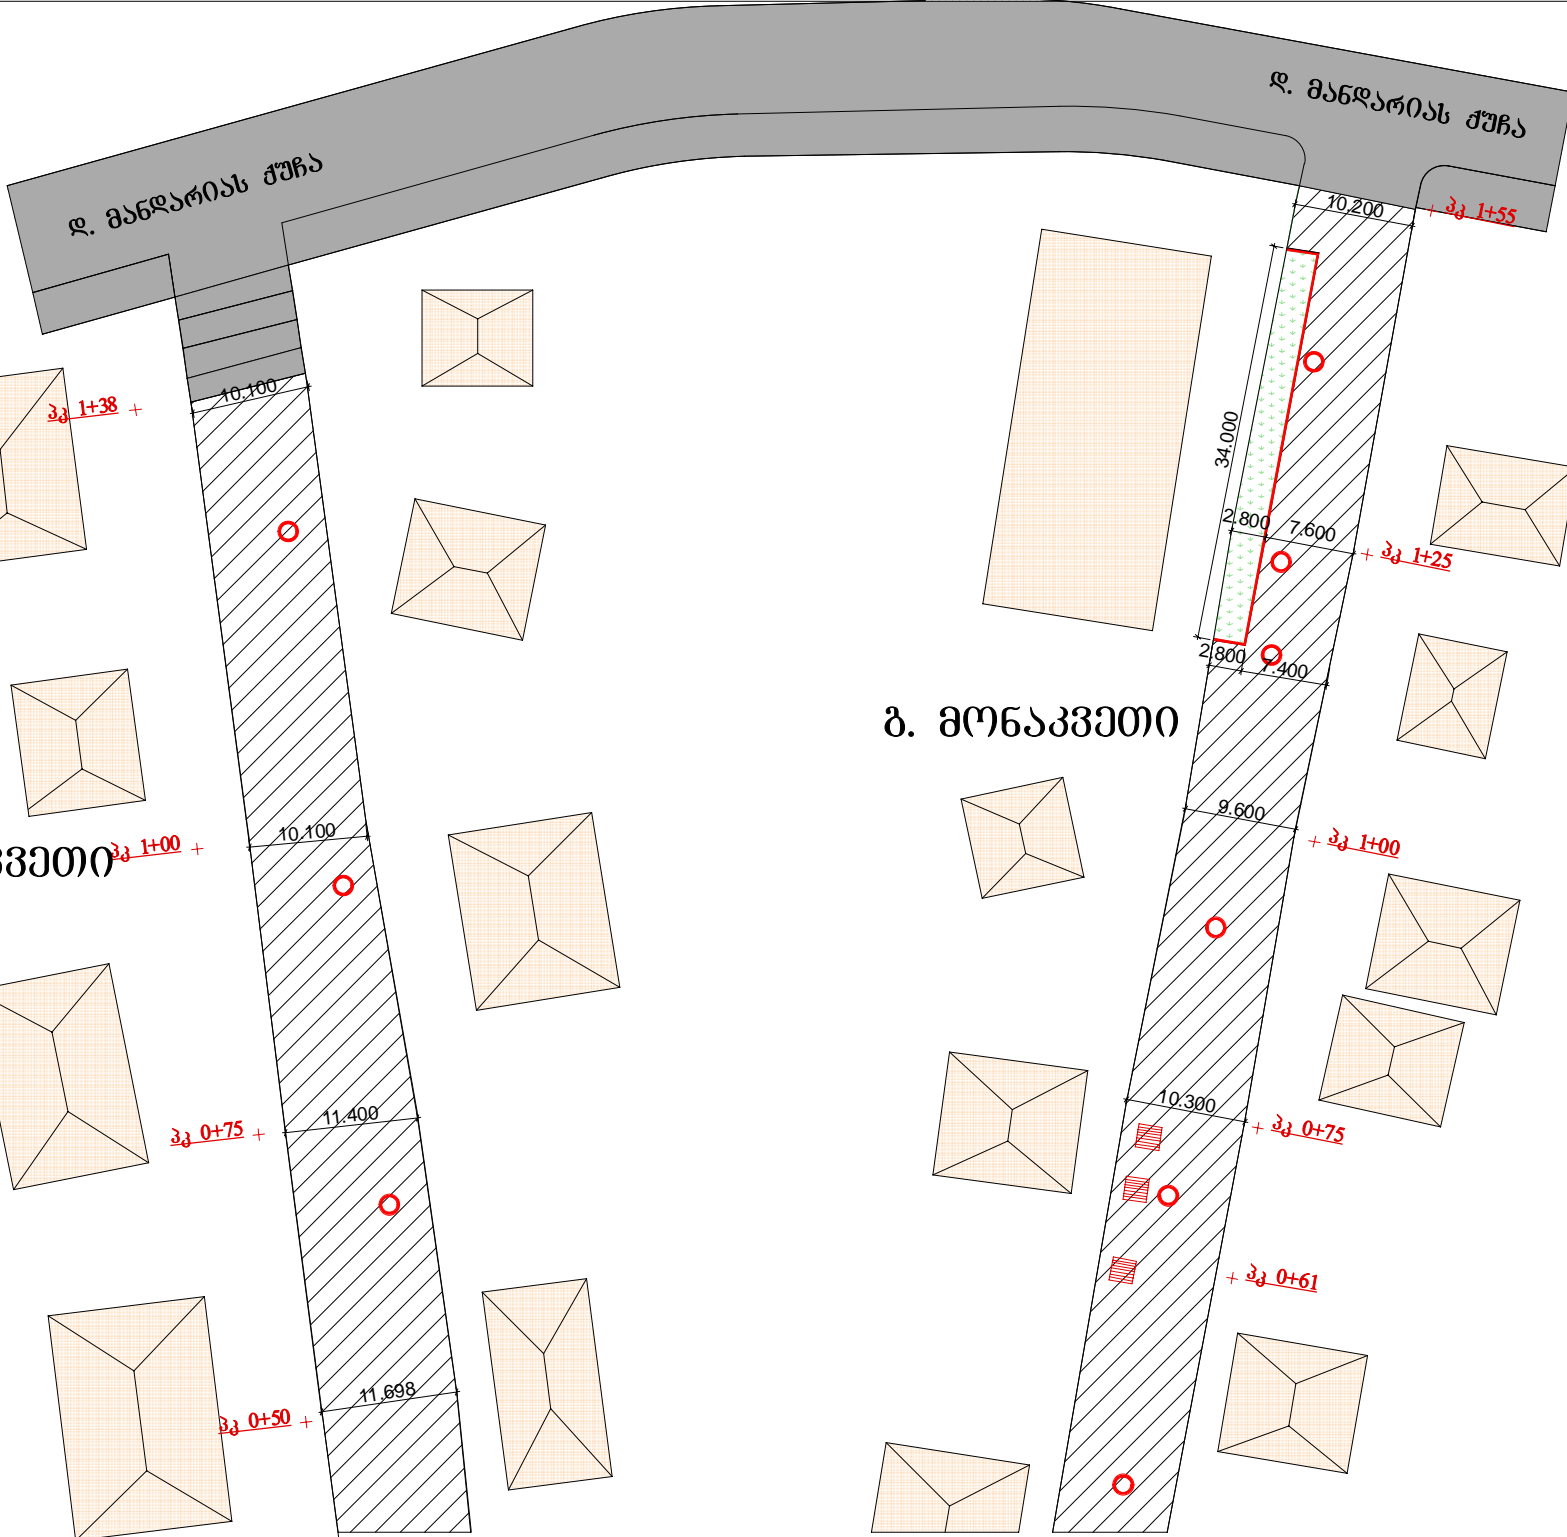 დ. მანდარიას ქუჩა
დ. მანდარიას ქუჩა
10.200
პკ 1+55
10.100
პკ 1+38
34.000
2.800
7.600
პკ 1+25
2.800
7.400
გ. მონაკვეთი
9.600
პკ 1+00
10.100
პკ 1+00
კვეთი
10.300
პკ 0+75
11.400
პკ 0+75
პკ 0+61
11.698
პკ 0+50